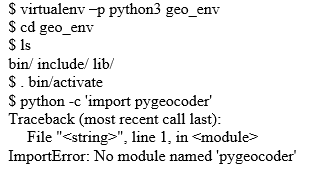 $ virtualenv –p python3 geo_env
$ cd geo_env
$ ls
bin/ include/ lib/
$ . bin/activate
$ python -c 'import pygeocoder'
Traceback (most recent call last):
File "<string>", line 1, in <module>
ImportError: No module named 'pygeocoder'